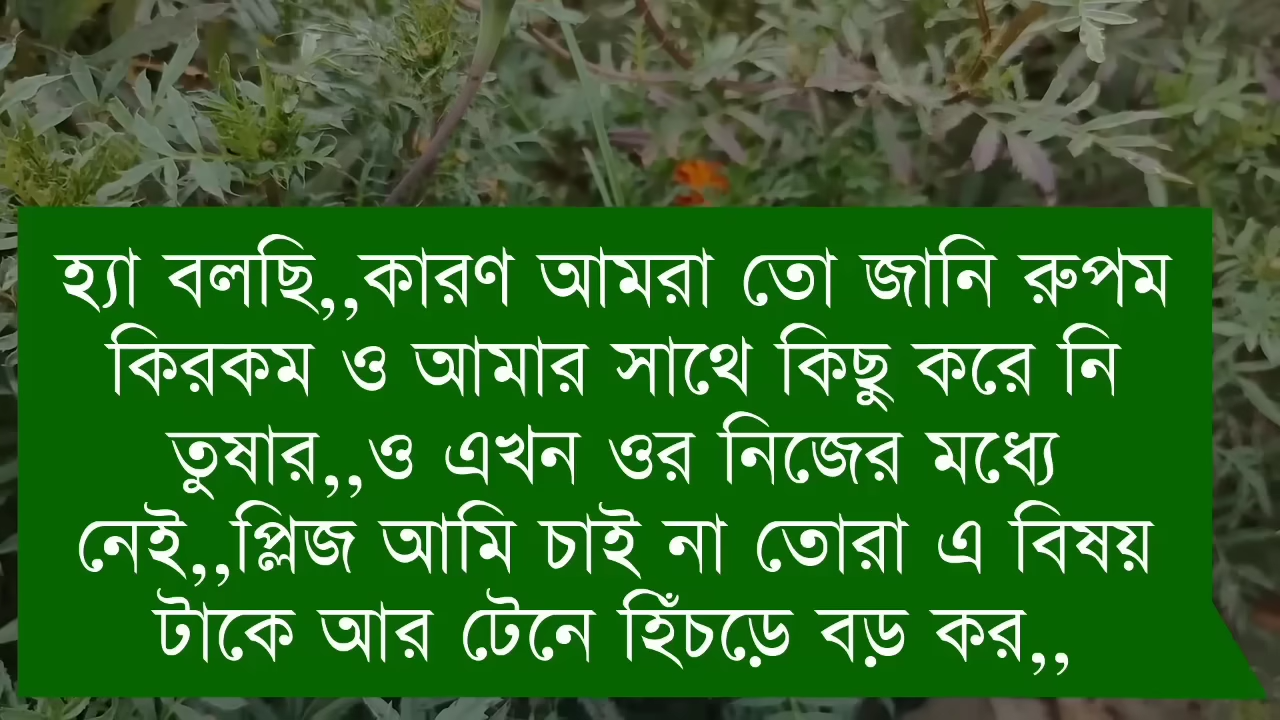 হ্যা বলছি,,কারণ আমরা তো জানি রুপম
কিরকম ও আমার সাথে কিছু করে নি
তুষার,,ও এখন ওর নিজের মধ্যে
নেই,,প্লিজ আমি চাই না তোরা এ বিষয়
টাকে আর টেনে হিঁচড়ে বড় কর,,